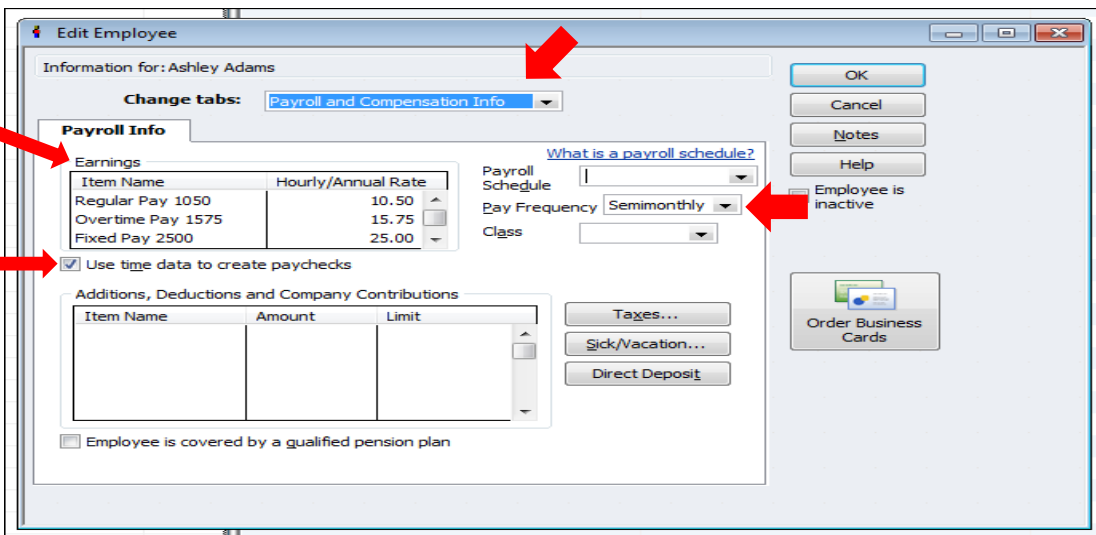 Edit Employee
Information for: Ashley Adams
Change tabs: Payroll and Compensation Info
Payroll Info
What is a payroll schedule?
Earnings
Item Name Hourly/Annual Rate
Regular Pay 1050 10.50
Overtime Pay 1575 15.75
Fixed Pay 2500 25.00
Payroll Schedule
Pay Frequency Semimonthly
Class
Use time data to create paychecks
Additions, Deductions and Company Contributions
Item Name Amount Limit
Taxes...
Sick/Vacation...
Direct Deposit
Employee is covered by a qualified pension plan
OK
Cancel
Notes
Help
Employee is
inactive
Order Business
Cards